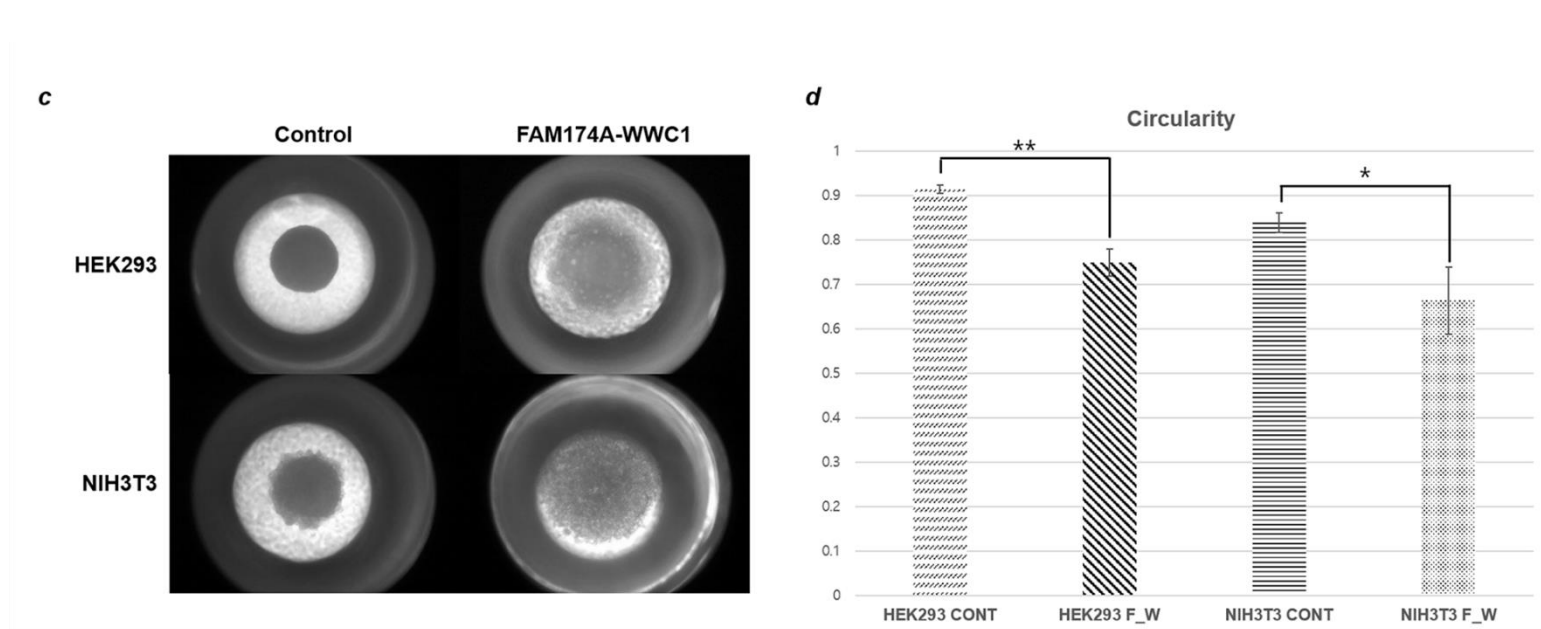 c
Control FAM174A-WWC1
HEK293
NIH3T3
d
Circularity
1
0.9
0.8
0.7
0.6
0.5
0.4
0.3
0.2
0.1
0
**
*
HEK293 CONT HEK293 F_W NIH3T3 CONT NIH3T3 F_W